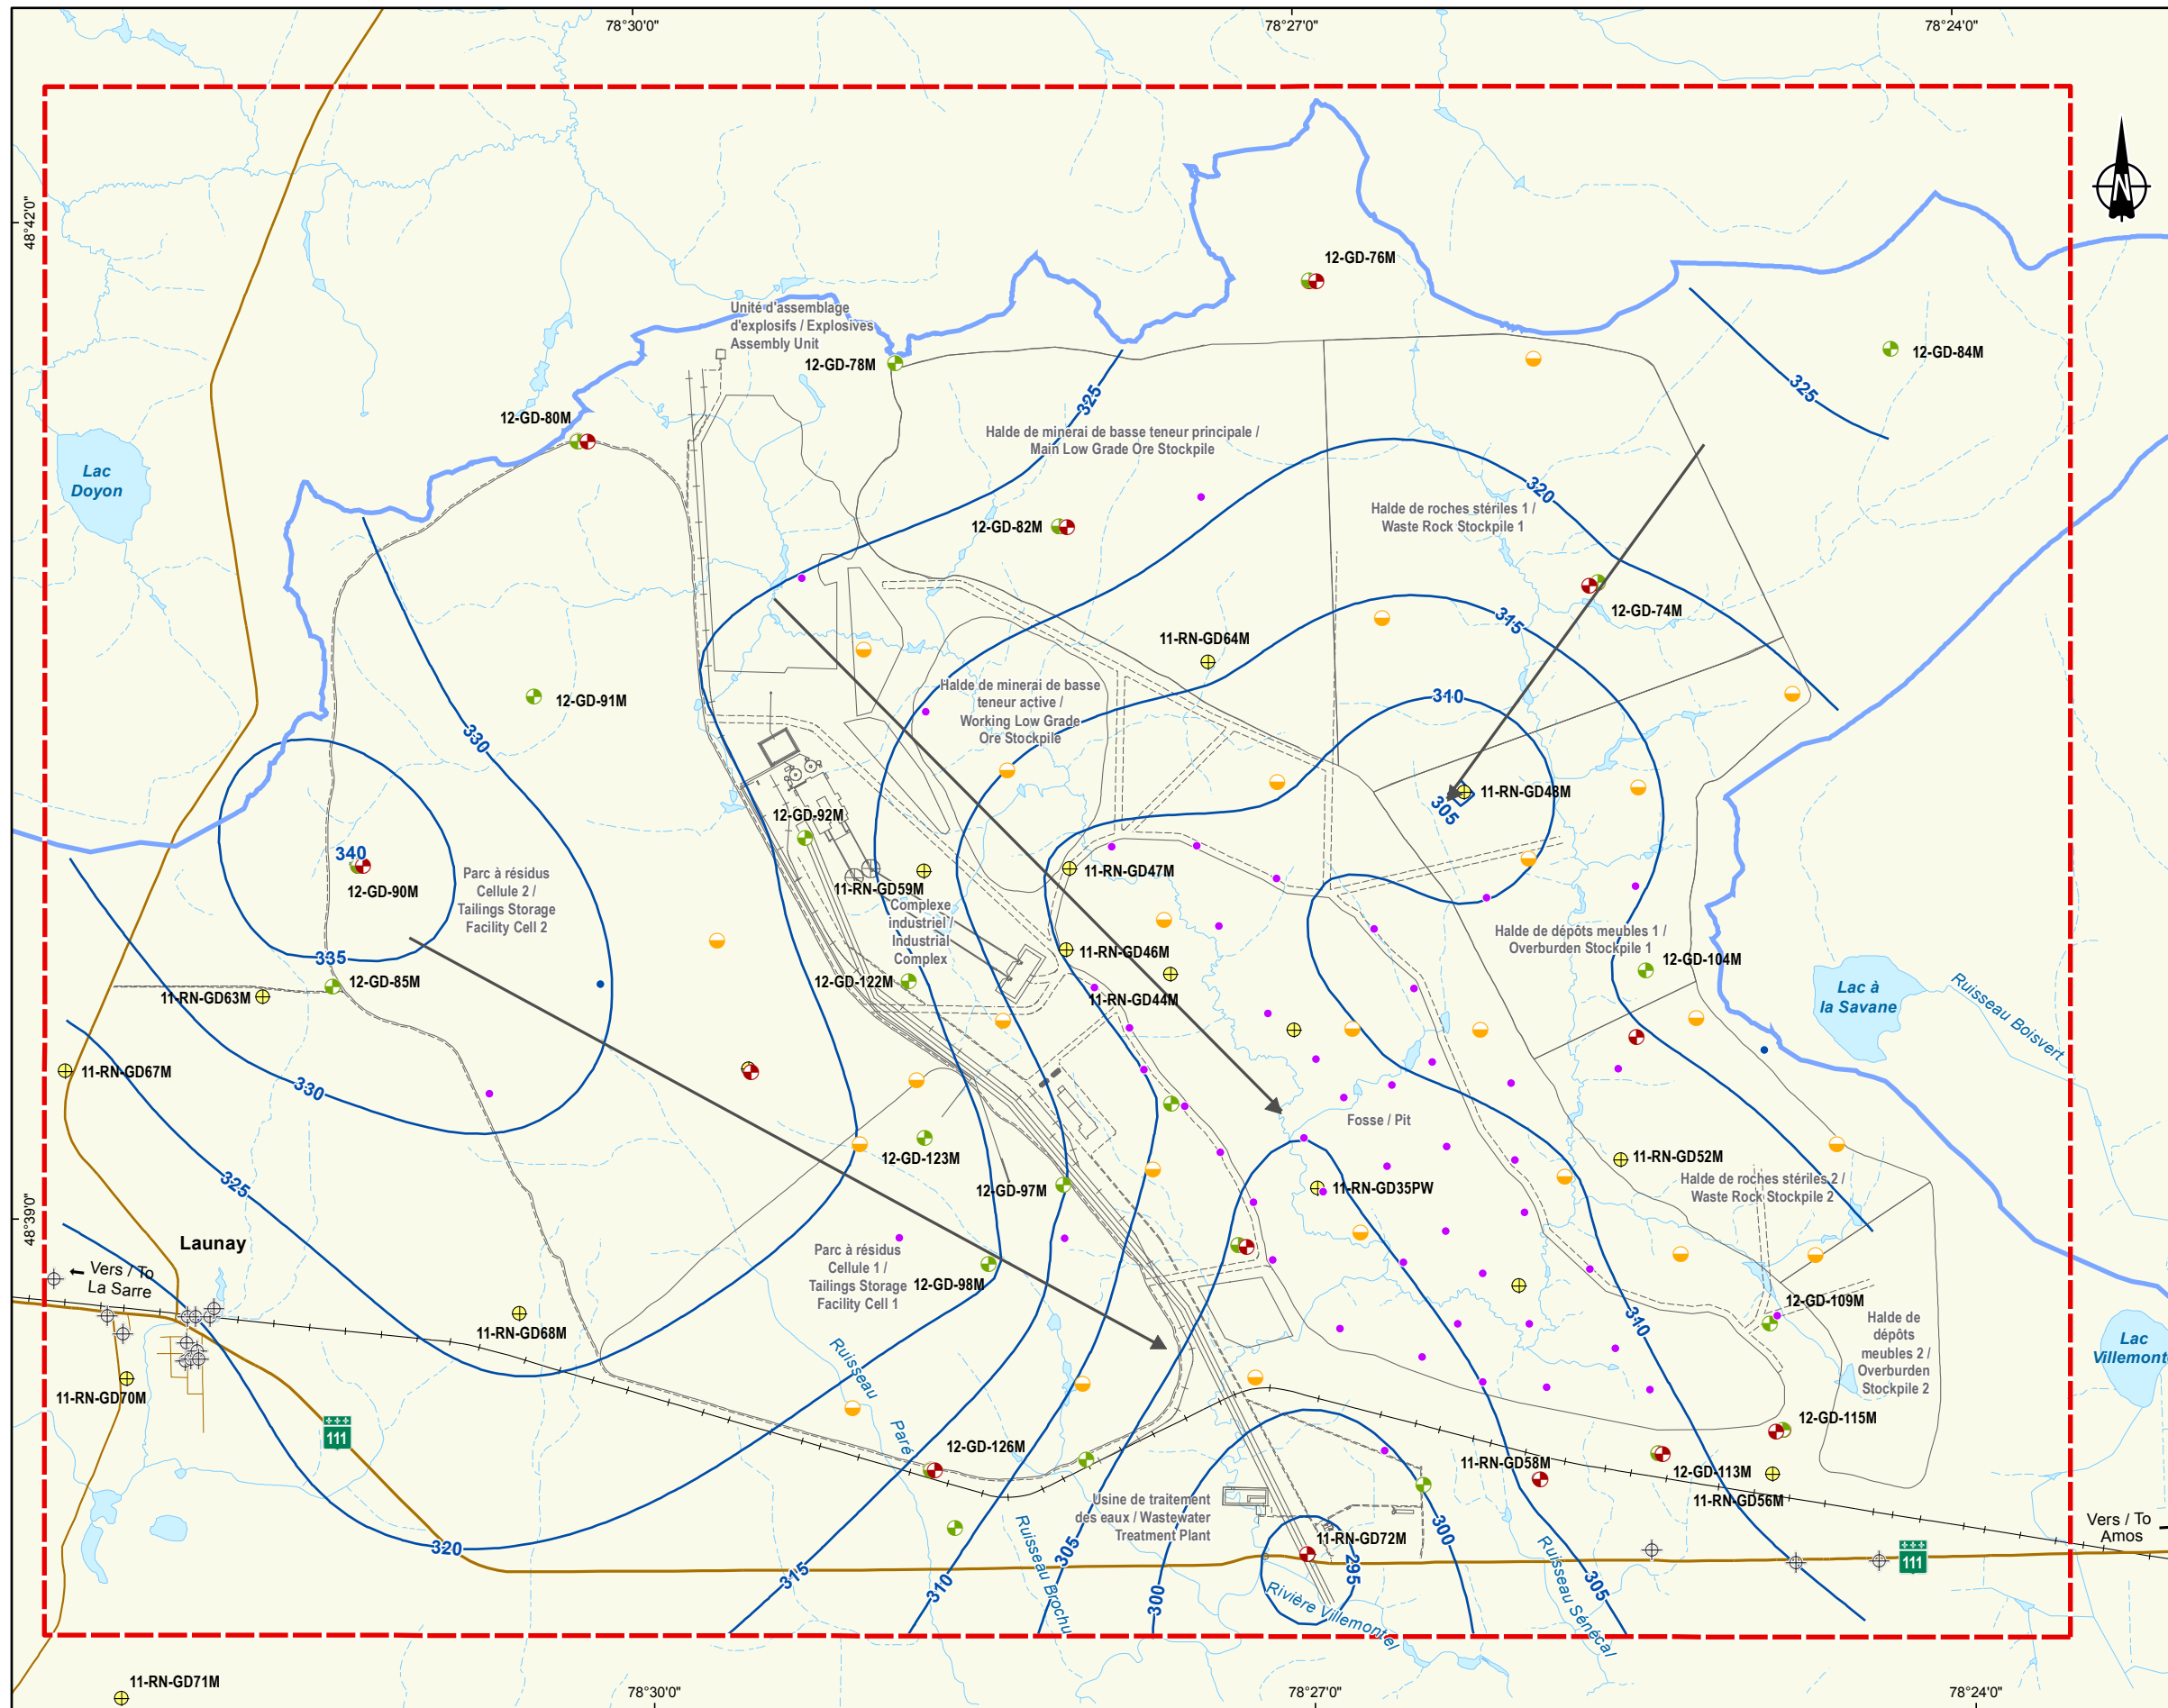 78°30'0"
78°27'0"
78°24'0"
48°42'0"
12-GD-76M
Unité d'assemblage
d'explosifs / Explosives
Assembly Unit
12-GD-78M
12-GD-84M
325
325
12-GD-80M
Halde de minerai de basse teneur principale /
Main Low Grade Ore Stockpile
Lac
Doyon
320
Halde de roches stériles 1 /
Waste Rock Stockpile 1
12-GD-82M
12-GD-74M
315
11-RN-GD64M
Halde de minerai de basse
teneur active /
Working Low Grade
Ore Stockpile
310
12-GD-91M
330
11-RN-GD48M
305
12-GD-92M
340
12-GD-90M
Parc à résidus
Cellule 2 /
Tailings Storage
Facility Cell 2
11-RN-GD59M
11-RN-GD47M
Complexe
industriel /
Industrial
Complex
Halde de dépôts meubles 1 /
Overburden Stockpile 1
11-RN-GD46M
335
12-GD-104M
12-GD-85M
12-GD-122M
11-RN-GD63M
11-RN-GD44M
Lac à
la Savane
Ruisseau Boisvert
11-RN-GD67M
330
Fosse / Pit
12-GD-123M
11-RN-GD52M
325
12-GD-97M
11-RN-GD35PW
Halde de roches stériles 2 /
Waste Rock Stockpile 2
48°39'0"
Launay
Vers / To
La Sarre
Parc à résidus
Cellule 1 /
Tailings Storage
Facility Cell 1
12-GD-98M
12-GD-109M
310
Halde de
dépôts
meubles 2 /
Overburden
Stockpile 2
Lac
Villemonte
11-RN-GD68M
Ruisseau
Paré
11-RN-GD70M
111
12-GD-115M
12-GD-126M
11-RN-GD58M
12-GD-113M
11-RN-GD56M
Usine de traitement
des eaux / Wastewater
Treatment Plant
Ruisseau Brochu
11-RN-GD72M
300
Vers / To
Amos
111
320
315
310
305
300
295
Rivière Villemontel
Ruisseau Sénécal
305
11-RN-GD71M
78°30'0"
78°27'0"
78°24'0"